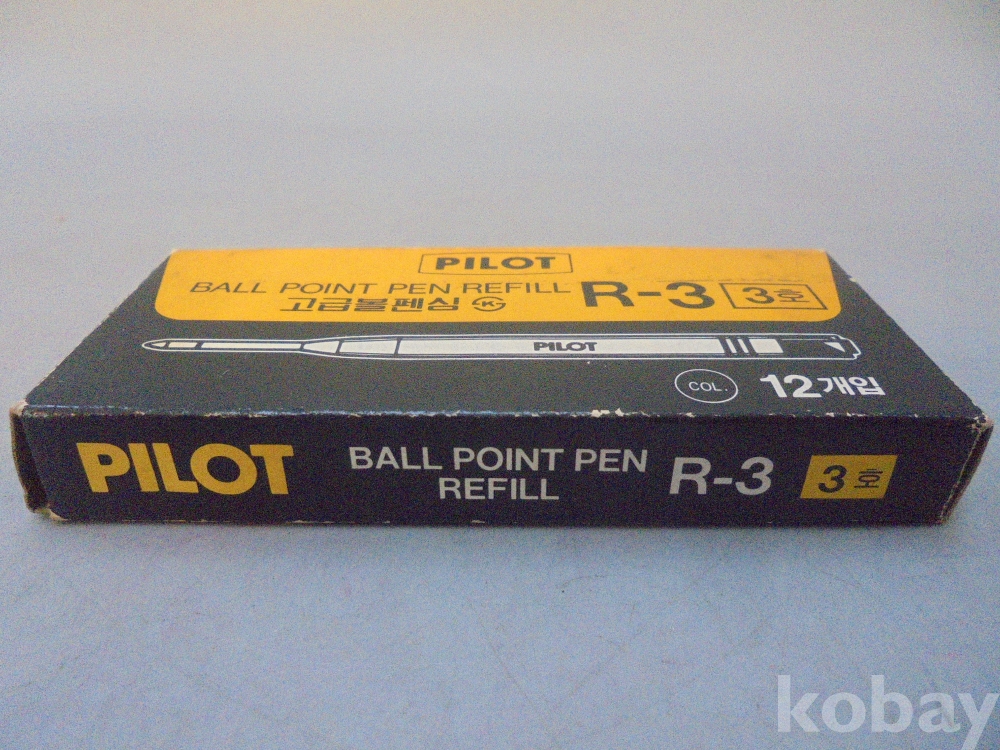 PILOT
BALL POINT PEN REFILL R-3 3호
고급볼펜심
PILOT
COL. 12개입
PILOT BALL POINT PEN REFILL R-3 3호
kobay